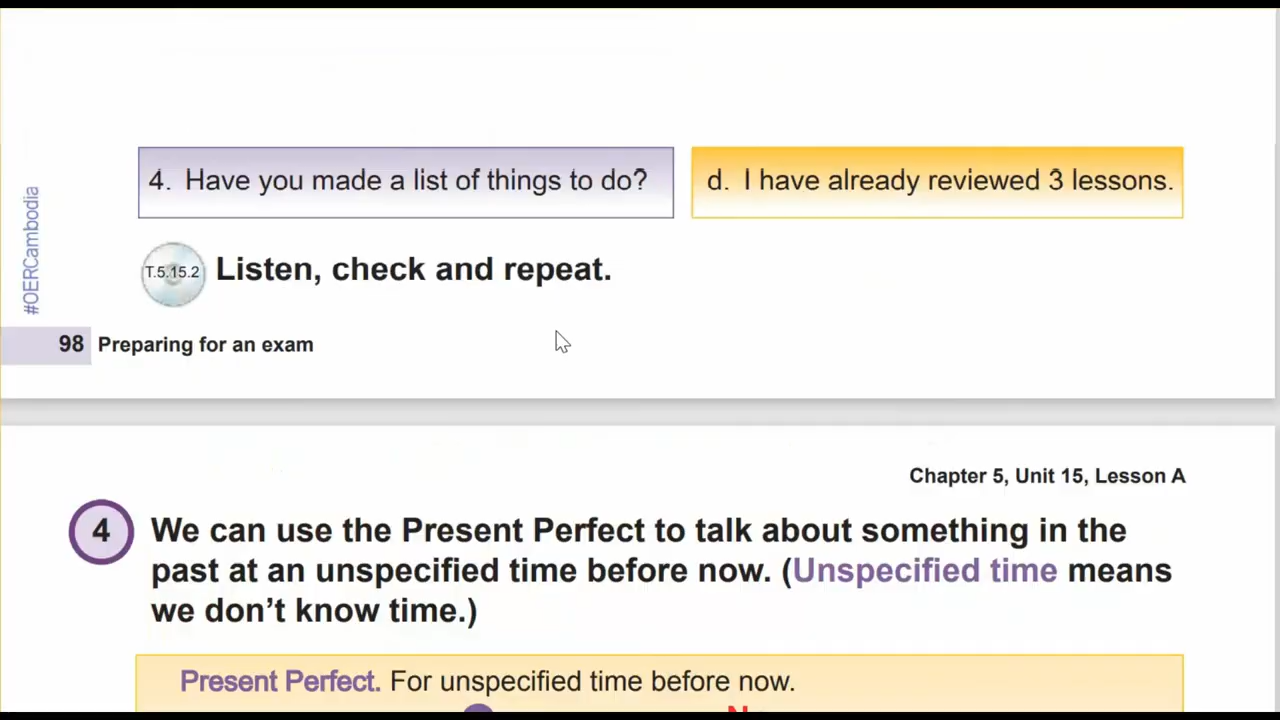 4. Have you made a list of things to do?
d. I have already reviewed 3 lessons.
T.5.15.2 Listen, check and repeat.
#OERCambodia
98 Preparing for an exam
Chapter 5, Unit 15, Lesson A
4 We can use the Present Perfect to talk about something in the
past at an unspecified time before now. (Unspecified time means
we don't know time.)
Present Perfect. For unspecified time before now.